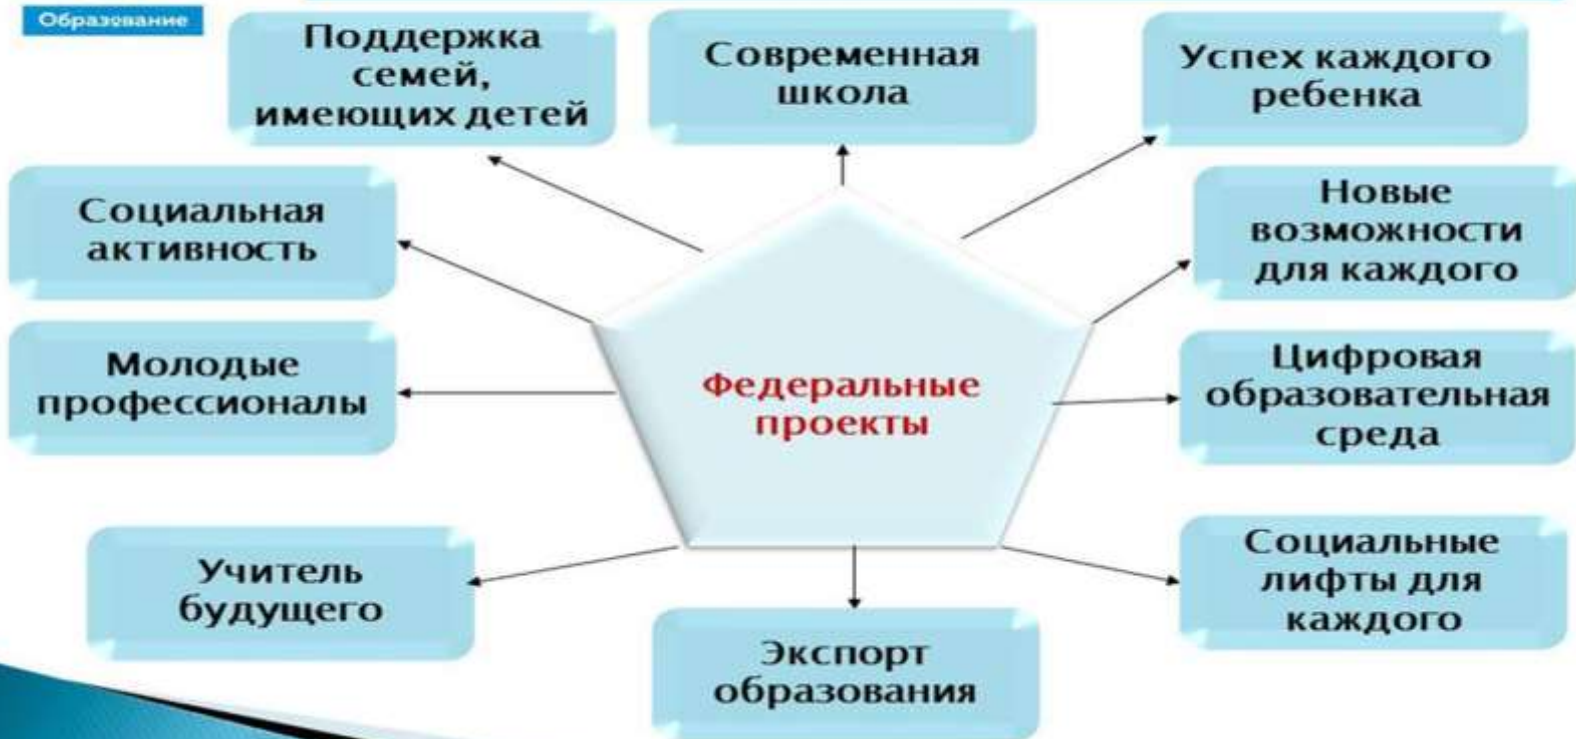 Образование
Поддержка
семей,
имеющих детей
Современная
школа
Успех каждого
ребенка
Социальная
активность
Новые
возможности
для каждого
Молодые
профессионалы
Федеральные
проекты
Цифровая
образовательная
среда
Учитель
будущего
Экспорт
образования
Социальные
лифты для
каждого